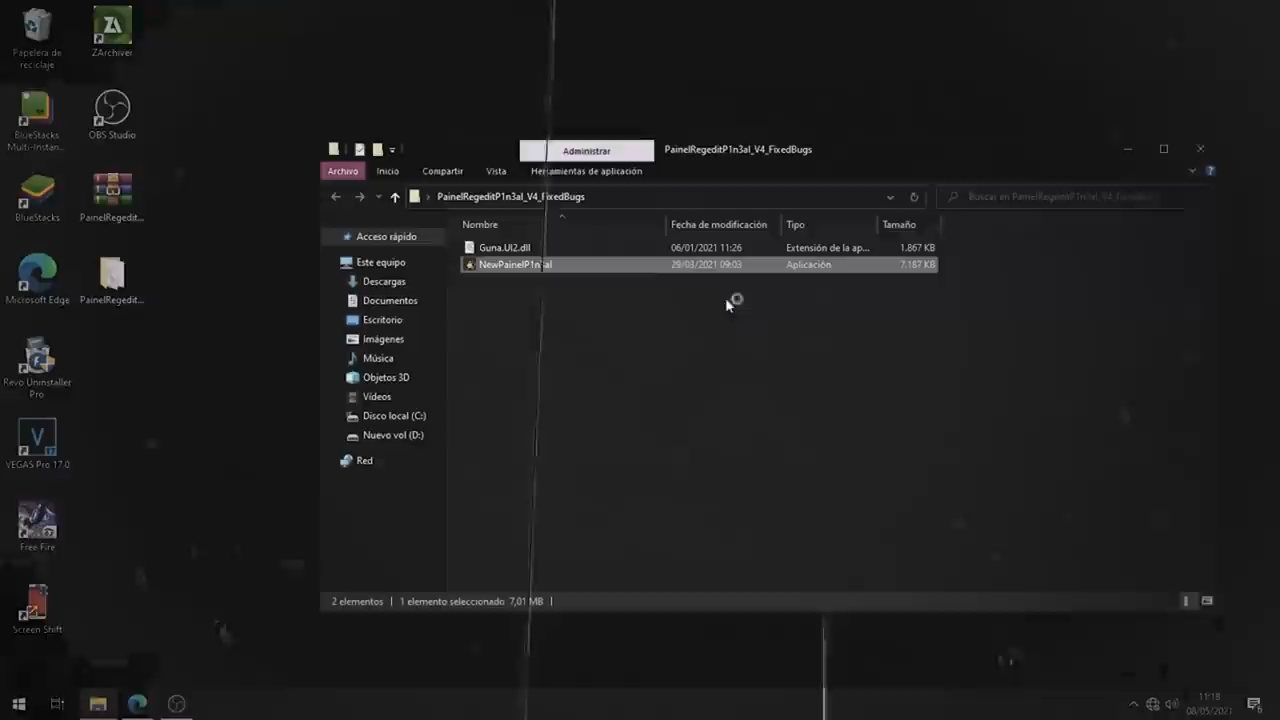 Papelera de
reciclaje
ZArchiver
BlueStacks
Multi-Instan...
OBS Studio
BlueStacks
PainelRegedit...
Microsoft Edge
PainelRegedit...
Revo Uninstaller
Pro
VEGAS Pro 17.0
Free Fire
Screen Shift
Administrar
PainelRegeditP1n3al_V4_FixedBugs
Archivo
Inicio
Compartir
Vista
Herramientas de aplicación
PainelRegeditP1n3al_V4_FixedBugs
Buscar en PainelRegeditP1n3al_V4_FixedBugs
Nombre
Fecha de modificación
Tipo
Tamaño
Guna.UI2.dll
06/01/2021 11:26
Extensión de la ap...
1.867 KB
NewPainelP1n3al
29/03/2021 09:03
Aplicación
7.187 KB
Acceso rápido
Este equipo
Descargas
Documentos
Escritorio
Imágenes
Música
Objetos 3D
Vídeos
Disco local (C:)
Nuevo vol (D:)
Red
2 elementos
1 elemento seleccionado 7,01 MB
11:18
08/05/2021